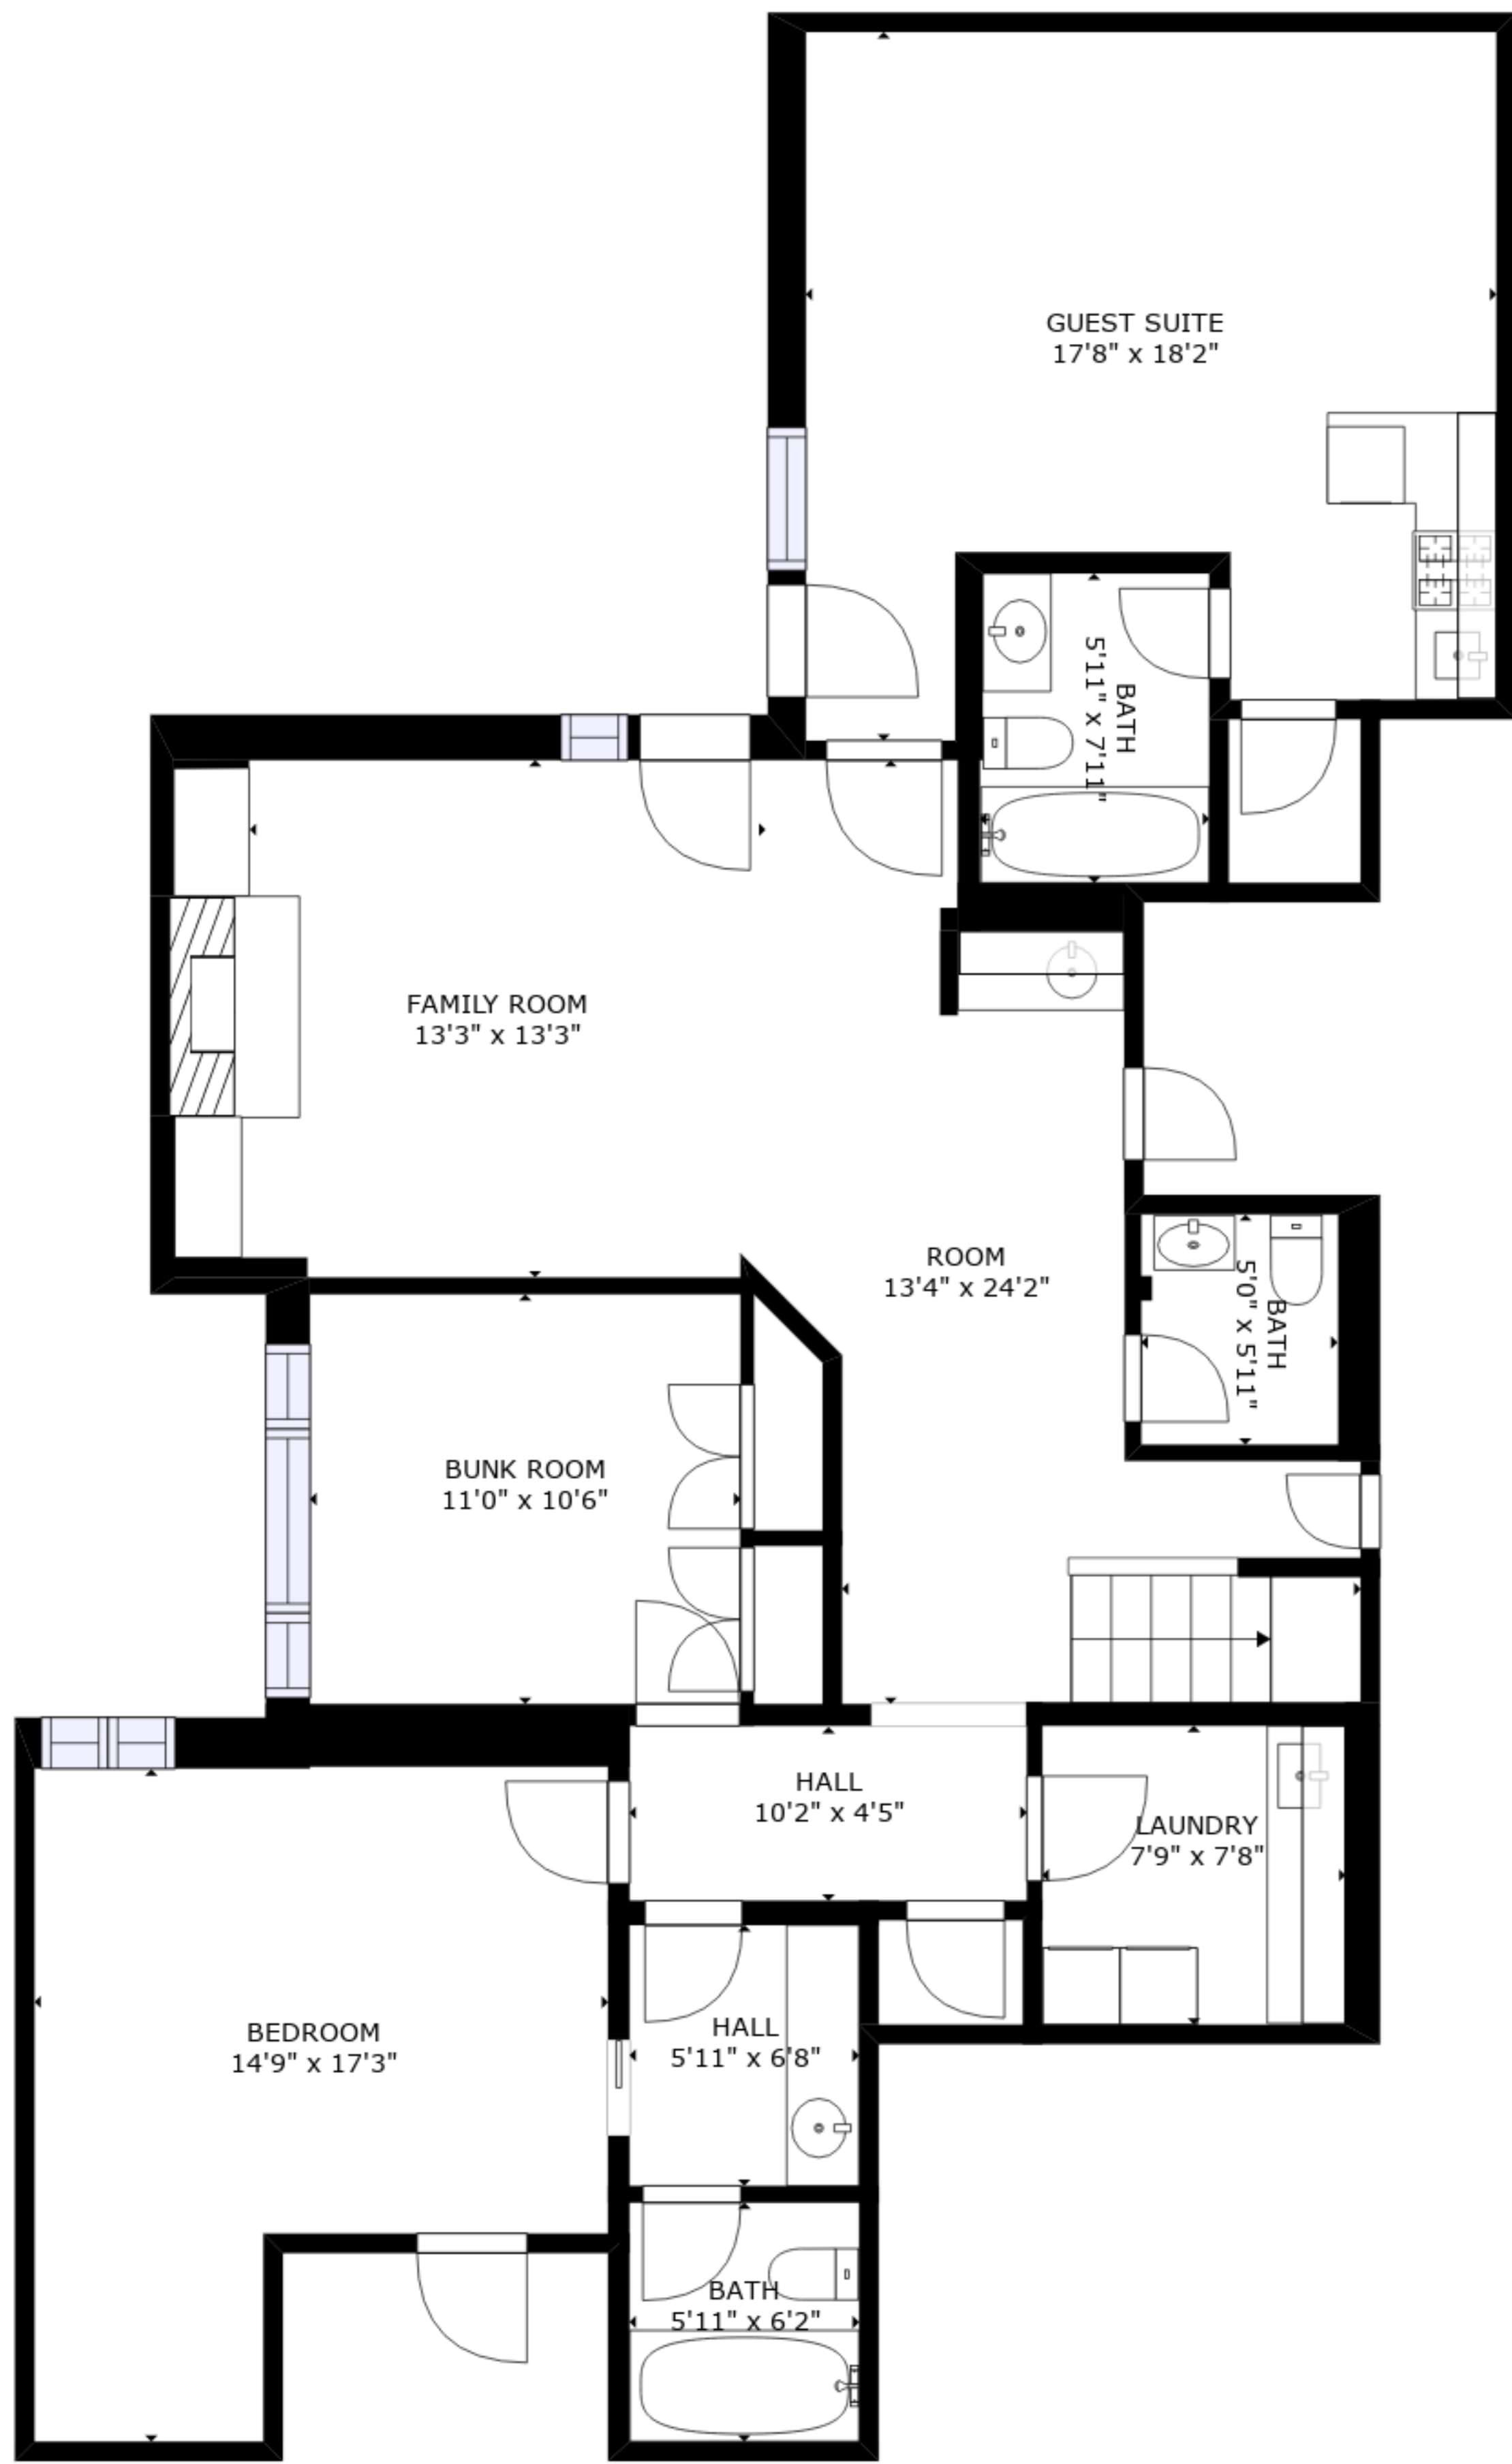 GUEST SUITE
17'8" x 18'2"
BATH
5'11" x 7'11"
FAMILY ROOM
13'3" x 13'3"
ROOM
13'4" x 24'2"
BATH
5'0" x 5'11"
BUNK ROOM
11'0" x 10'6"
HALL
10'2" x 4'5"
LAUNDRY
7'9" x 7'8"
BEDROOM
14'9" x 17'3"
HALL
5'11" x 6'8"
BATH
5'11" x 6'2"